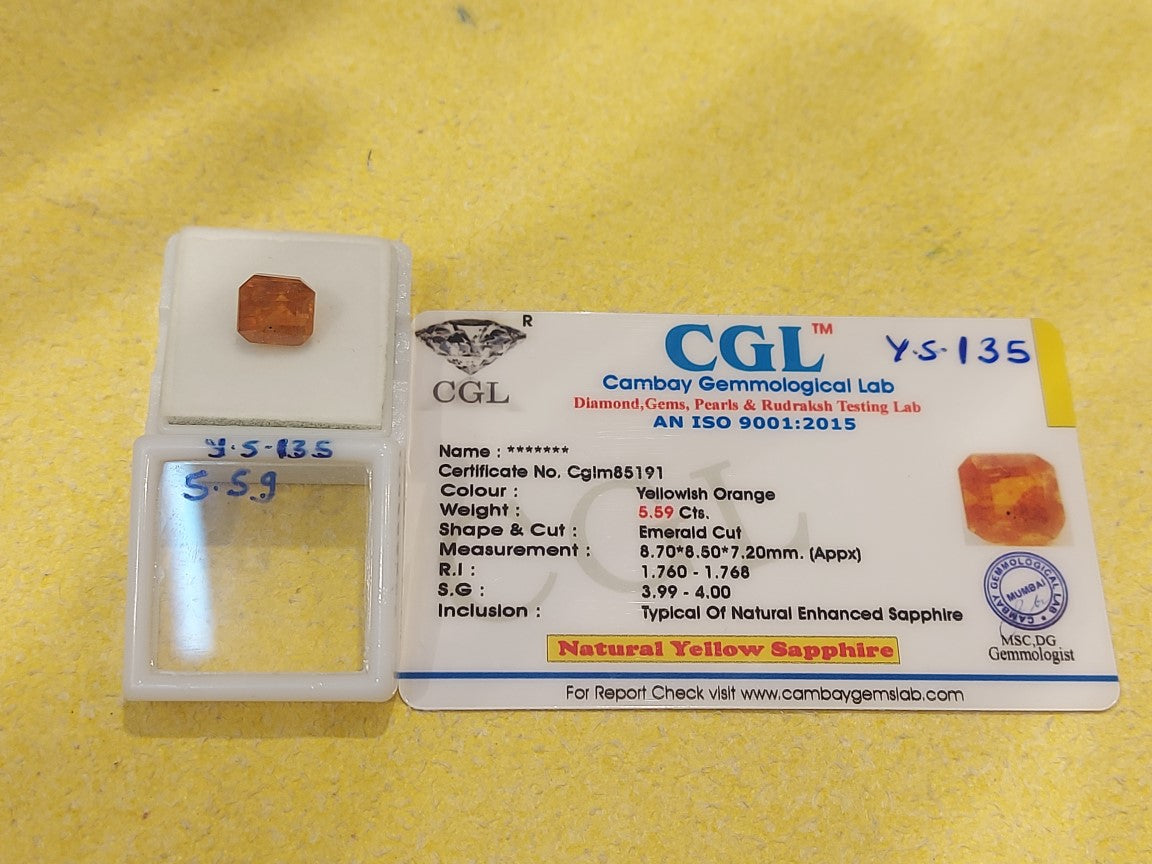 Y.S-135
5.59
R
CGL
CGL™
Y.S-135
Cambay Gemmological Lab
Diamond,Gems, Pearls & Rudraksh Testing Lab
AN ISO 9001:2015
Name : *******
Certificate No. Cglm85191
Colour : Yellowish Orange
Weight : 5.59 Cts.
Shape & Cut : Emerald Cut
Measurement : 8.70*8.50*7.20mm. (Appx)
R.I : 1.760 - 1.768
S.G : 3.99 - 4.00
Inclusion : Typical Of Natural Enhanced Sapphire
Natural Yellow Sapphire
CAMBAY GEMMOLOGICAL LAB
MUMBAI
MSC,DG
Gemmologist
For Report Check visit www.cambaygemslab.com
CGL